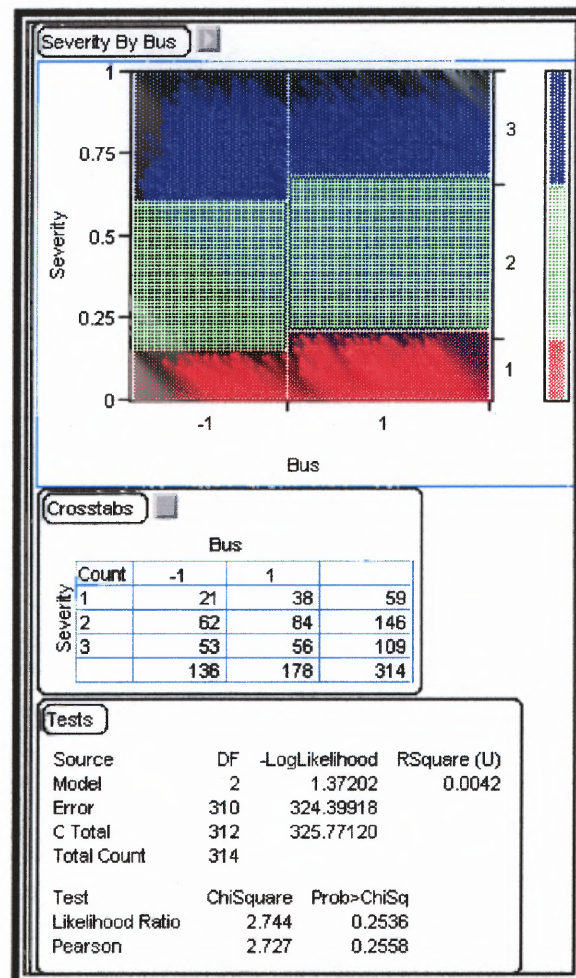 Severity By Bus
1
0.75
0.5
0.25
0
Severity
3
2
1
-1 1
Bus
Crosstabs
Bus
Severity
Count -1 1
1 21 38 59
2 62 84 146
3 53 56 109
136 178 314
Tests
Source DF -LogLikelihood RSquare (U)
Model 2 1.37202 0.0042
Error 310 324.39918
C Total 312 325.77120
Total Count 314
Test ChiSquare Prob>ChiSq
Likelihood Ratio 2.744 0.2536
Pearson 2.727 0.2558